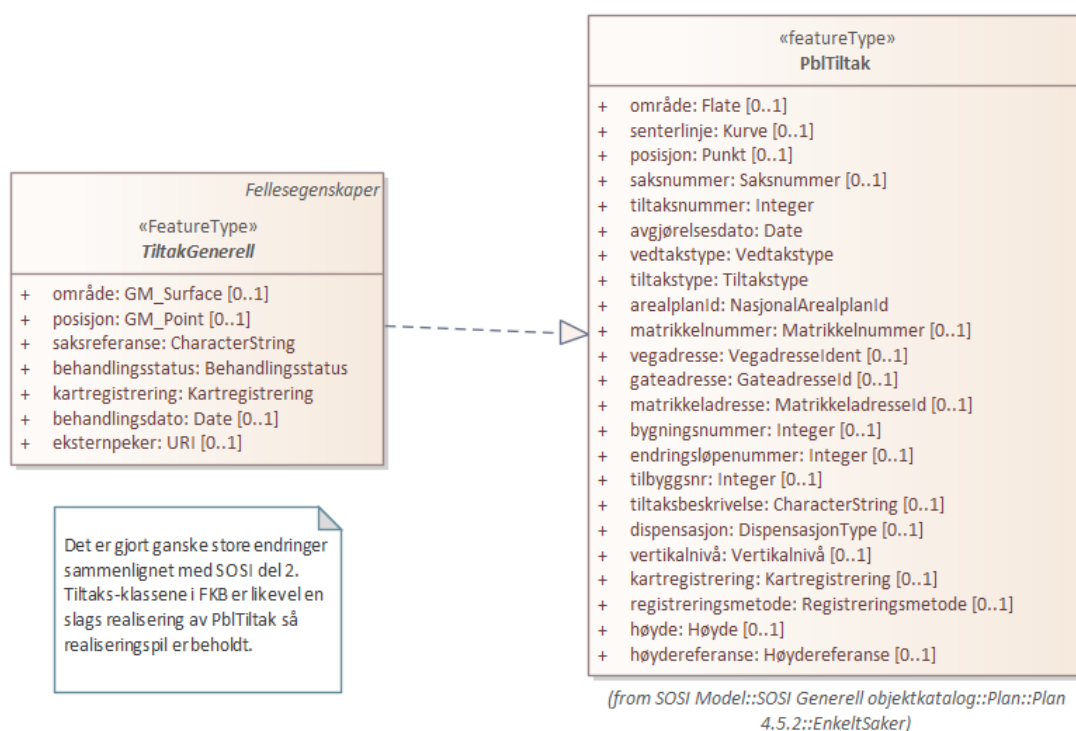 Fellesegenskaper
«FeatureType»
TiltakGenerell
+ område: GM_Surface [0..1]
+ posisjon: GM_Point [0..1]
+ saksreferanse: CharacterString
+ behandlingsstatus: Behandlingsstatus
+ kartregistrering: Kartregistrering
+ behandlingsdato: Date [0..1]
+ eksternpeker: URI [0..1]
Det er gjort ganske store endringer
sammenlignet med SOSI del 2.
Tiltaks-klassene i FKB er likevel en
slags realisering av PblTiltak så
realiseringspil er beholdt.
«featureType»
PblTiltak
+ område: Flate [0..1]
+ senterlinje: Kurve [0..1]
+ posisjon: Punkt [0..1]
+ saksnummer: Saksnummer [0..1]
+ tiltaksnummer: Integer
+ avgjørelsesdato: Date
+ vedtakstype: Vedtakstype
+ tiltakstype: Tiltakstype
+ arealplanId: NasjonalArealplanId
+ matrikkelnummer: Matrikkelnummer [0..1]
+ vegadresse: VegadresseIdent [0..1]
+ gateadresse: GateadresseId [0..1]
+ matrikkeladresse: MatrikkeladresseId [0..1]
+ bygningsnummer: Integer [0..1]
+ endringsløpenummer: Integer [0..1]
+ tilbyggsnr: Integer [0..1]
+ tiltaksbeskrivelse: CharacterString [0..1]
+ dispensasjon: DispensasjonType [0..1]
+ vertikalnivå: Vertikalnivå [0..1]
+ kartregistrering: Kartregistrering [0..1]
+ registreringsmetode: Registreringsmetode [0..1]
+ høyde: Høyde [0..1]
+ høydereferanse: Høydereferanse [0..1]
(from SOSI Model::SOSI Generell objektkatalog::Plan::Plan
4.5.2::EnkeltSaker)